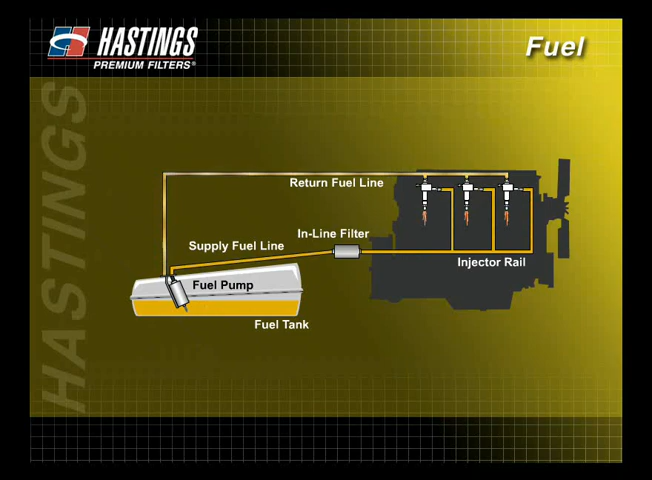 HASTINGS
PREMIUM FILTERS®
Fuel
HASTINGS
Return Fuel Line
In-Line Filter
Supply Fuel Line
Injector Rail
Fuel Pump
Fuel Tank